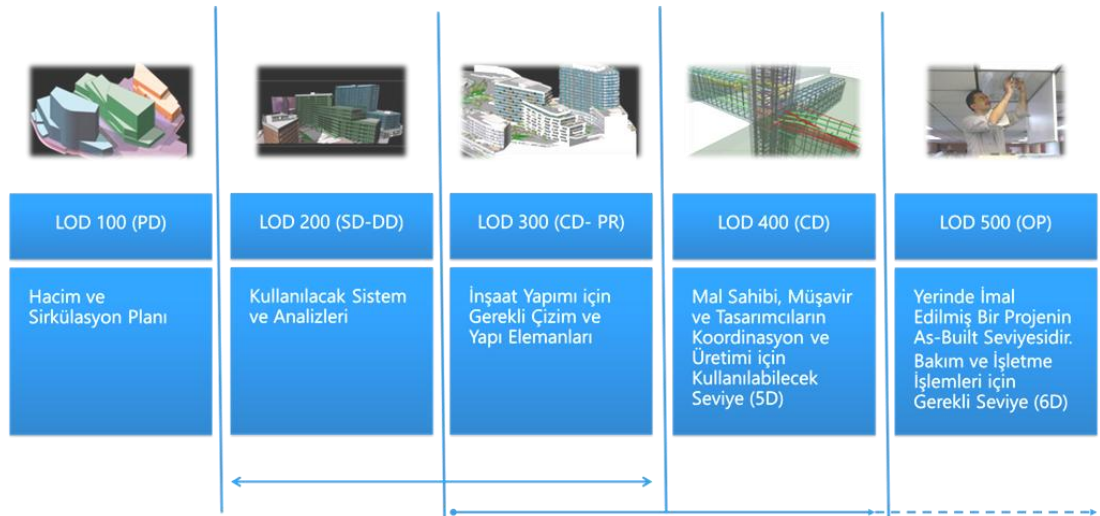 LOD 100 (PD)
LOD 200 (SD-DD)
LOD 300 (CD- PR)
LOD 400 (CD)
LOD 500 (OP)
Hacim ve
Sirkülasyon Planı
Kullanılacak Sistem
ve Analizleri
İnşaat Yapımı için
Gerekli Çizim ve
Yapı Elemanları
Mal Sahibi, Müşavir
ve Tasarımcıların
Koordinasyon ve
Üretimi için
Kullanılabilecek
Seviye (5D)
Yerinde İmal
Edilmiş Bir Projenin
As-Built Seviyesidir.
Bakım ve İşletme
İşlemleri için
Gerekli Seviye (6D)